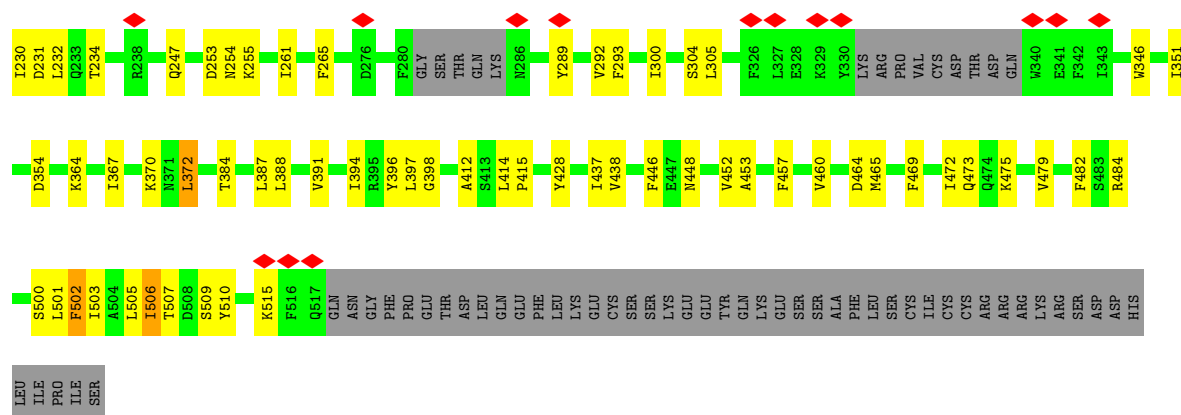 I230 D231 L232 Q233 T234 R238 Q247 D253 N254 K255 I261 F265 D276 F280 GLY SER THR GLN LYS N286 Y289 V292 F293 I300 S304 L305 F326 L327 E328 K329 Y330 LYS ARG PRO VAL CYS ASP THR ASP GLN W340 E341 F342 I343 W346 I351
D354 K364 I367 K370 N371 L372 T384 L387 L388 V391 I394 R395 Y396 L397 G398 A412 S413 L414 P415 Y428 I437 V438 F446 E447 N448 V452 A453 F457 V460 D464 M465 F469 I472 Q473 Q474 K475 V479 F482 S483 R484
S500 L501 F502 I503 A504 L505 I506 T507 D508 S509 Y510 K515 F516 Q517 GLN ASN GLY PHE PRO GLU THR ASP LEU GLN GLU PHE LEU LYS GLU CYS SER SER LYS GLU GLU TYR GLN LYS GLU SER SER ALA PHE LEU SER CYS ILE CYS CYS ARG ARG ARG LYS ARG SER ASP ASP HIS
LEU ILE PRO ILE SER